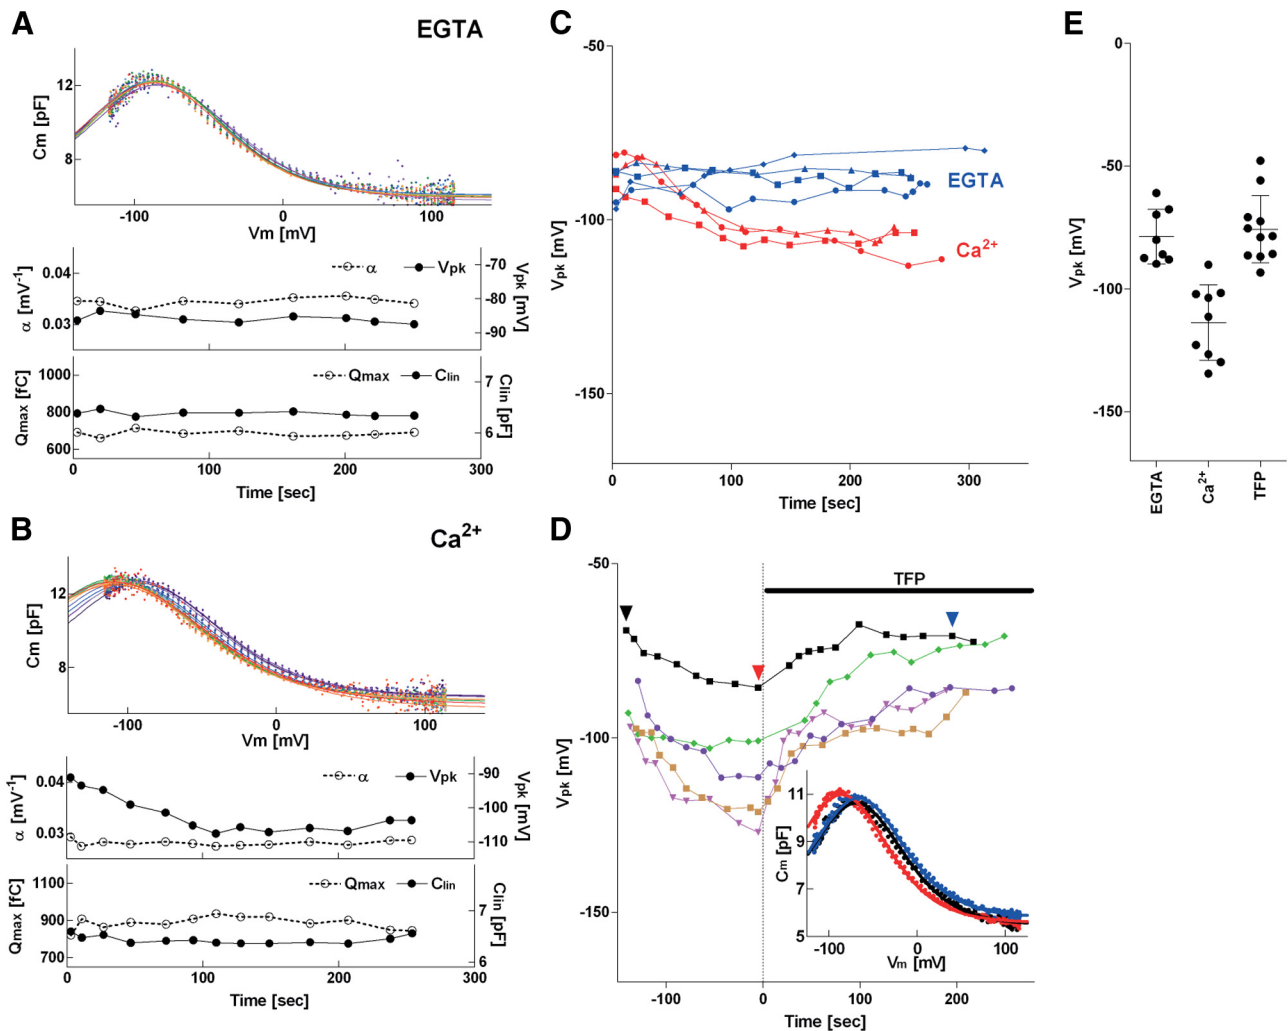 A
EGTA
12
8
Cm [pF]
-100
0
100
Vm [mV]
α
Vpk
0.04
0.03
α [mV-1]
-70
-80
-90
Vpk [mV]
100
200
Qmax
Clin
1000
800
600
Qmax [fC]
7
6
Clin [pF]
0
100
200
300
Time [sec]
B
Ca2+
12
8
Cm [pF]
-100
0
100
Vm [mV]
α
Vpk
0.04
0.03
α [mV-1]
-90
-100
-110
Vpk [mV]
100
200
Qmax
Clin
1100
900
700
Qmax [fC]
7
6
Clin [pF]
0
100
200
300
Time [sec]
C
-50
-100
-150
Vpk [mV]
EGTA
Ca2+
0
100
200
300
Time [sec]
D
-50
-100
-150
Vpk [mV]
TFP
11
9
7
5
Cm [pF]
-100
0
100
Vm [mV]
-100
0
100
200
Time [sec]
E
0
-50
-100
-150
Vpk [mV]
EGTA
Ca2+
TFP